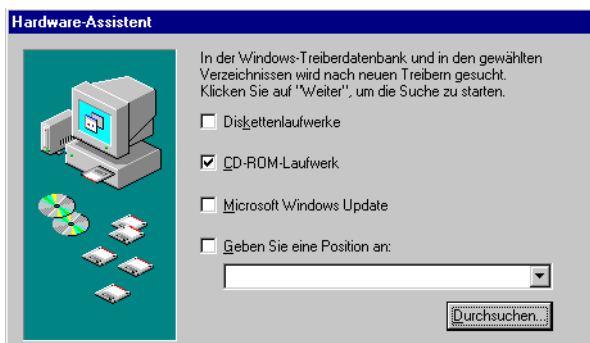 Hardware-Assistent
In der Windows-Treiberdatenbank und in den gewählten
Verzeichnissen wird nach neuen Treibern gesucht.
Klicken Sie auf "Weiter", um die Suche zu starten.
Diskettenlaufwerke
CD-ROM-Laufwerk
Microsoft Windows Update
Geben Sie eine Position an:
Durchsuchen...